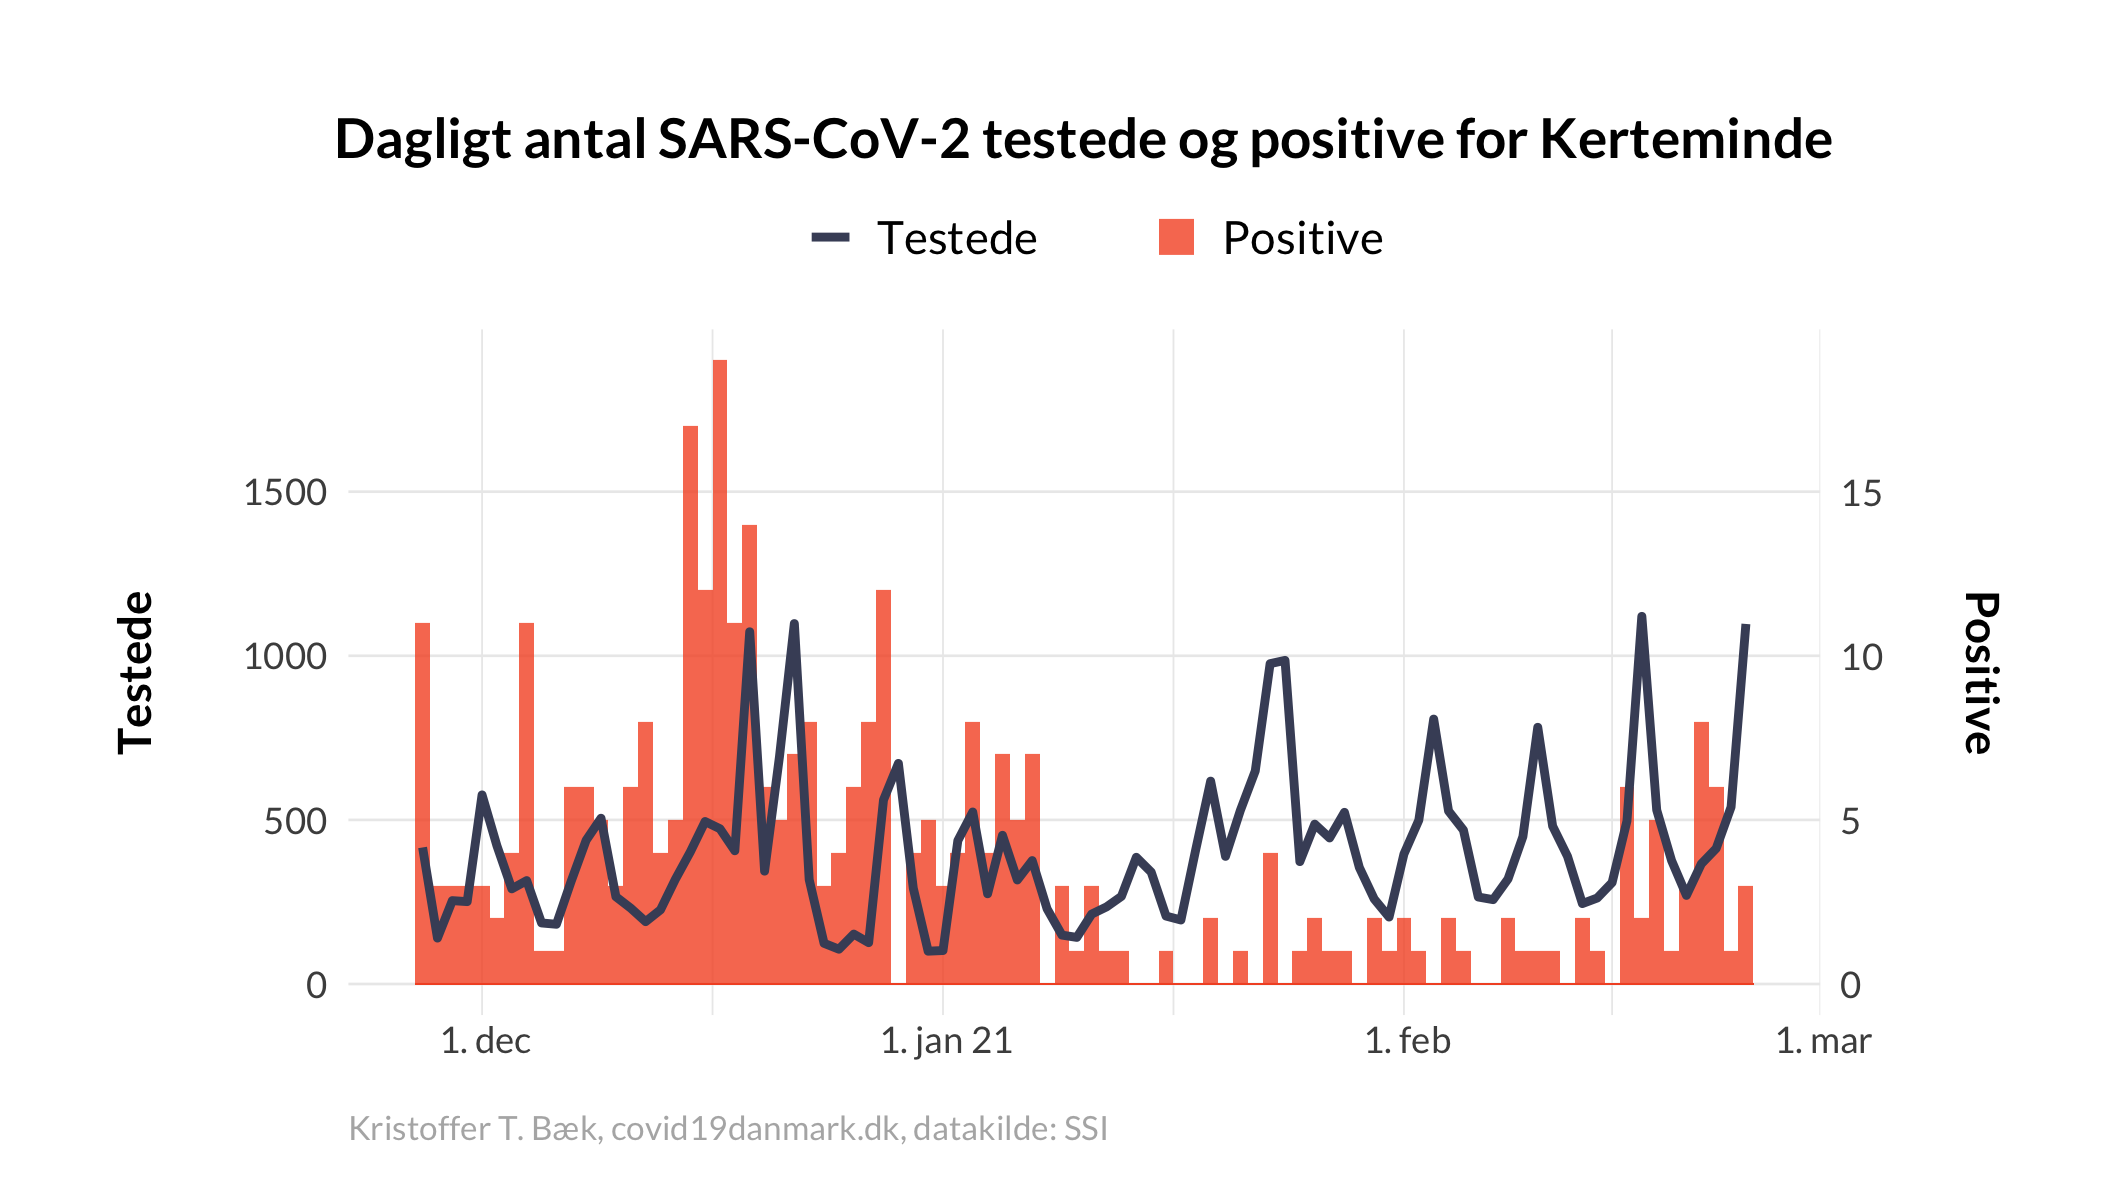 Dagligt antal SARS-CoV-2 testede og positive for Kerteminde
Testede Positive
Testede
1500
1000
500
0
15
10
5
0
Positive
1. dec 1. jan 21 1. feb 1. mar
Kristoffer T. Bæk, covid19danmark.dk, datakilde: SSI